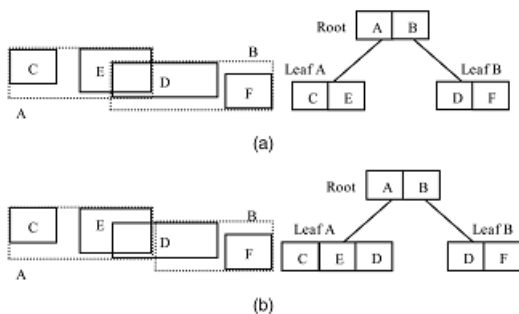 Root A B
B
C E D F
A
Leaf A Leaf B
C E D F
(a)
Root A B
B
C E D F
A
Leaf A Leaf B
C E D D F
(b)